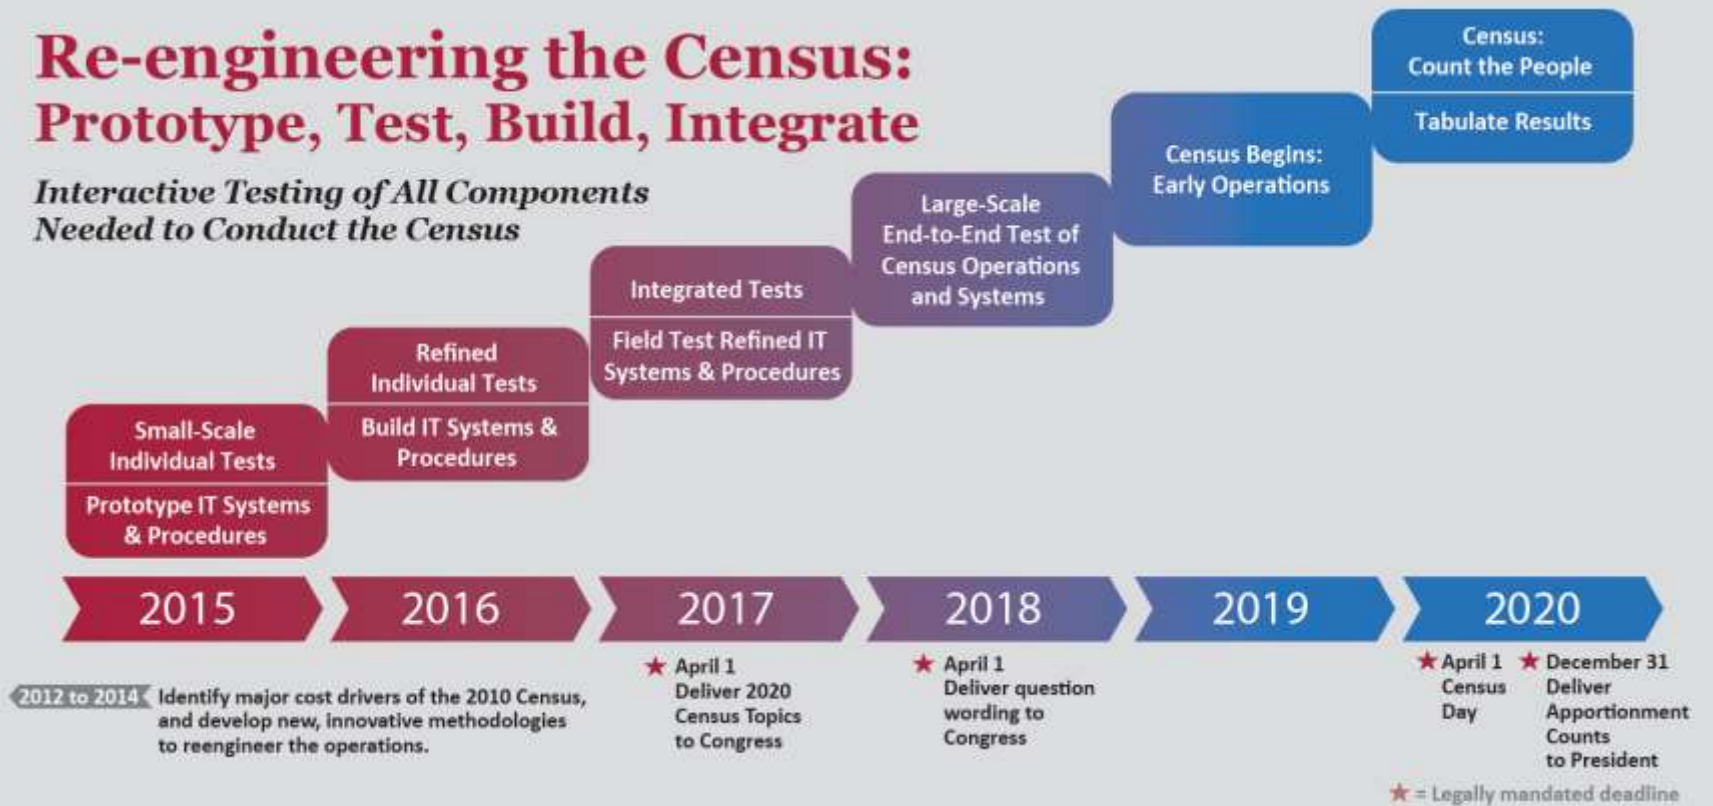 Re-engineering the Census:
Prototype, Test, Build, Integrate
Interactive Testing of All Components
Needed to Conduct the Census
Small-Scale
Individual Tests
Prototype IT Systems
& Procedures
Refined
Individual Tests
Build IT Systems &
Procedures
Integrated Tests
Field Test Refined IT
Systems & Procedures
Large-Scale
End-to-End Test of
Census Operations
and Systems
Census Begins:
Early Operations
Census:
Count the People
Tabulate Results
2015
2016
2017
2018
2019
2020
2012 to 2014
Identify major cost drivers of the 2010 Census,
and develop new, innovative methodologies
to reengineer the operations.
★ April 1
Deliver 2020
Census Topics
to Congress
★ April 1
Deliver question
wording to
Congress
★ April 1
Census
Day
★ December 31
Deliver
Apportionment
Counts
to President
★ = Legally mandated deadline